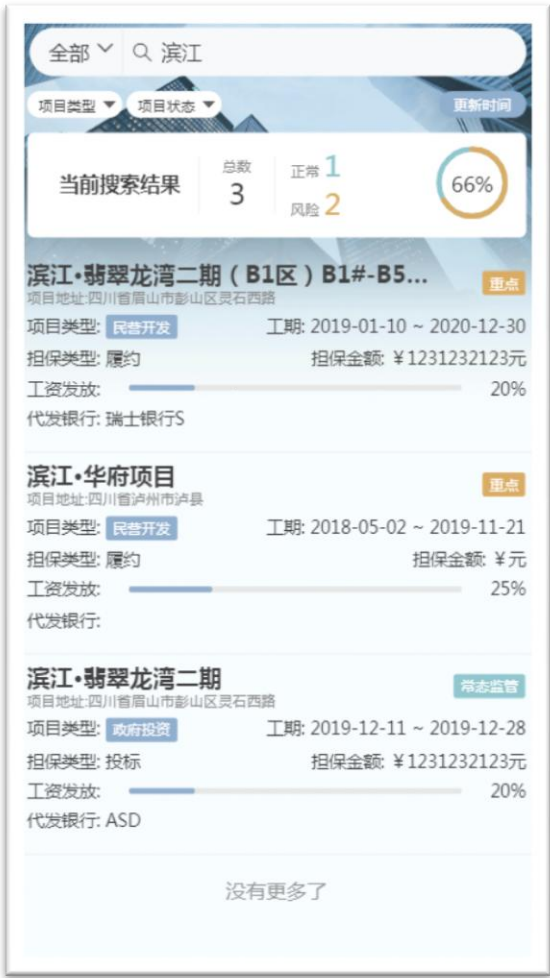 全部 滨江
项目类型 项目状态 更新时间
当前搜索结果 总数 3 正常 1 风险 2 66%
滨江•翡翠龙湾二期（B1区）B1#-B5... 重点
项目地址:四川省眉山市彭山区灵石西路
项目类型: 民营开发 工期: 2019-01-10 ~ 2020-12-30
担保类型: 履约 担保金额: ¥1231232123元
工资发放: 20%
代发银行: 瑞士银行S
滨江•华府项目 重点
项目地址:四川省泸州市泸县
项目类型: 民营开发 工期: 2018-05-02 ~ 2019-11-21
担保类型: 履约 担保金额: ¥元
工资发放: 25%
代发银行:
滨江•翡翠龙湾二期 常态监管
项目地址:四川省眉山市彭山区灵石西路
项目类型: 政府投资 工期: 2019-12-11 ~ 2019-12-28
担保类型: 投标 担保金额: ¥1231232123元
工资发放: 20%
代发银行: ASD
没有更多了